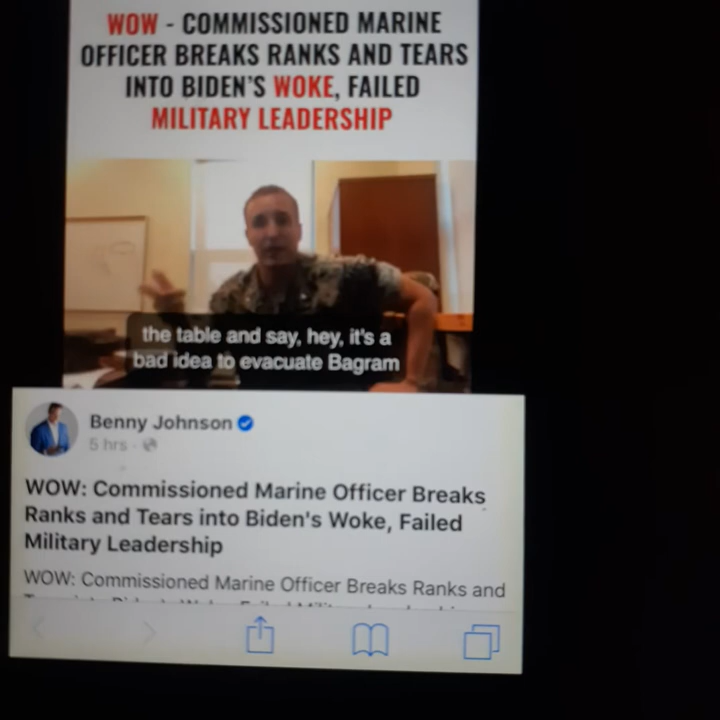 WOW - COMMISSIONED MARINE
OFFICER BREAKS RANKS AND TEARS
INTO BIDEN'S WOKE, FAILED
MILITARY LEADERSHIP
the table and say, hey, it's a
bad idea to evacuate Bagram
Benny Johnson
5 hrs ·
WOW: Commissioned Marine Officer Breaks
Ranks and Tears into Biden's Woke, Failed
Military Leadership
WOW: Commissioned Marine Officer Breaks Ranks and